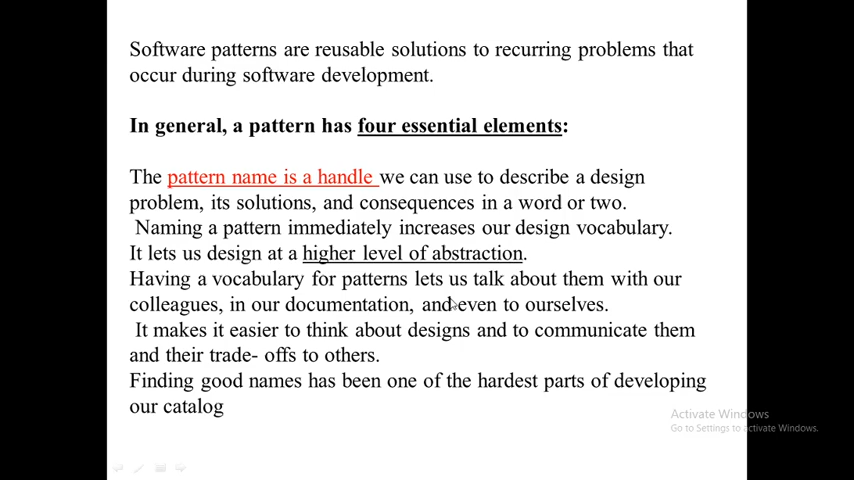 Software patterns are reusable solutions to recurring problems that
occur during software development.
In general, a pattern has four essential elements:
The pattern name is a handle we can use to describe a design
problem, its solutions, and consequences in a word or two.
Naming a pattern immediately increases our design vocabulary.
It lets us design at a higher level of abstraction.
Having a vocabulary for patterns lets us talk about them with our
colleagues, in our documentation, and even to ourselves.
It makes it easier to think about designs and to communicate them
and their trade- offs to others.
Finding good names has been one of the hardest parts of developing
our catalog
Activate Windows
Go to Settings to activate Windows.